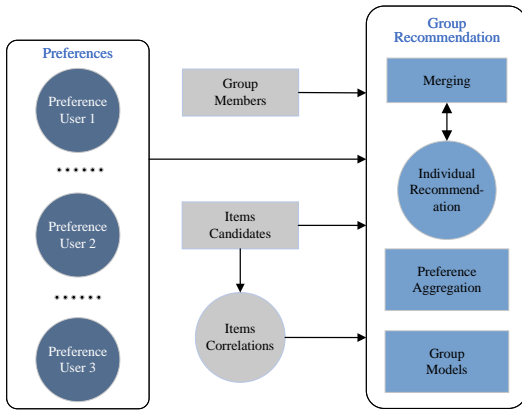 Preferences
Preference
User 1
Preference
User 2
Preference
User 3
Group
Members
Items
Candidates
Items
Correlations
Group
Recommendation
Merging
Individual
Recommend-
ation
Preference
Aggregation
Group
Models